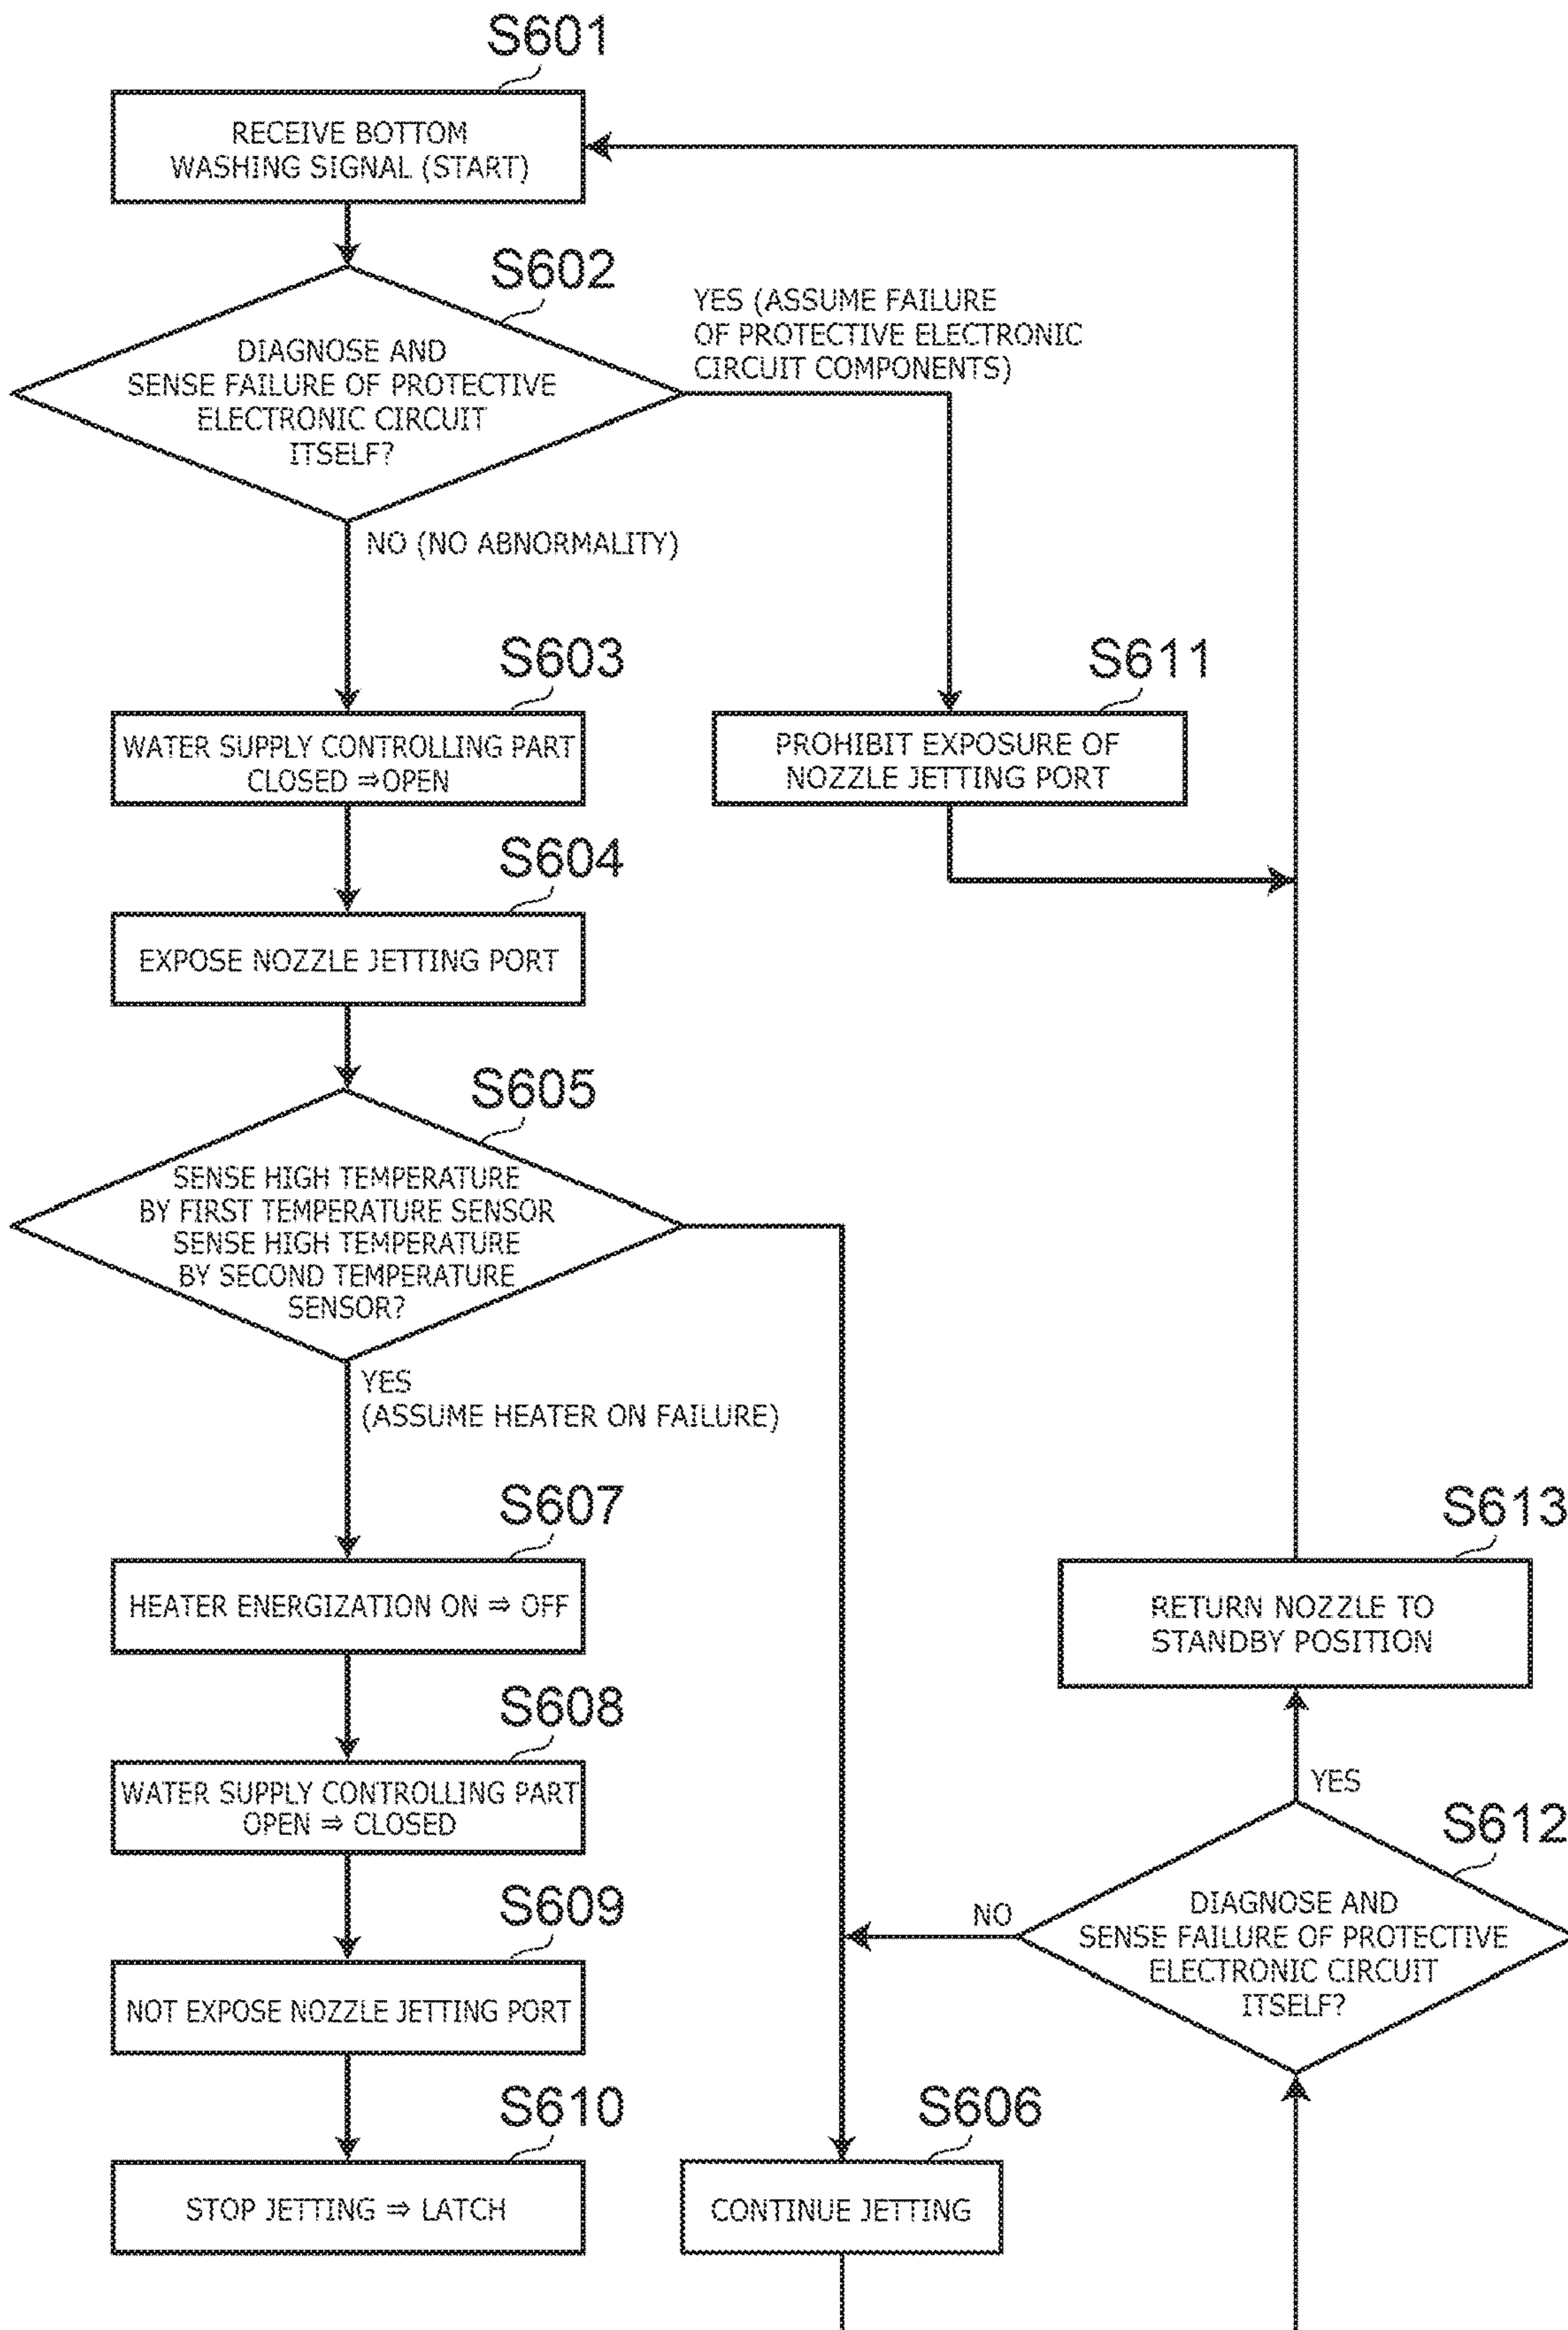 S601
RECEIVE BOTTOM
WASHING SIGNAL (START)
S602
DIAGNOSE AND
SENSE FAILURE OF PROTECTIVE
ELECTRONIC CIRCUIT
ITSELF?
YES (ASSUME FAILURE
OF PROTECTIVE ELECTRONIC
CIRCUIT COMPONENTS)
NO (NO ABNORMALITY)
S603
WATER SUPPLY CONTROLLING PART
CLOSED ⇒OPEN
S611
PROHIBIT EXPOSURE OF
NOZZLE JETTING PORT
S604
EXPOSE NOZZLE JETTING PORT
S605
SENSE HIGH TEMPERATURE
BY FIRST TEMPERATURE SENSOR
SENSE HIGH TEMPERATURE
BY SECOND TEMPERATURE
SENSOR?
YES
(ASSUME HEATER ON FAILURE)
S607
HEATER ENERGIZATION ON ⇒ OFF
S613
RETURN NOZZLE TO
STANDBY POSITION
S608
WATER SUPPLY CONTROLLING PART
OPEN ⇒ CLOSED
YES
S612
DIAGNOSE AND
SENSE FAILURE OF PROTECTIVE
ELECTRONIC CIRCUIT
ITSELF?
NO
S609
NOT EXPOSE NOZZLE JETTING PORT
S610
STOP JETTING ⇒ LATCH
S606
CONTINUE JETTING